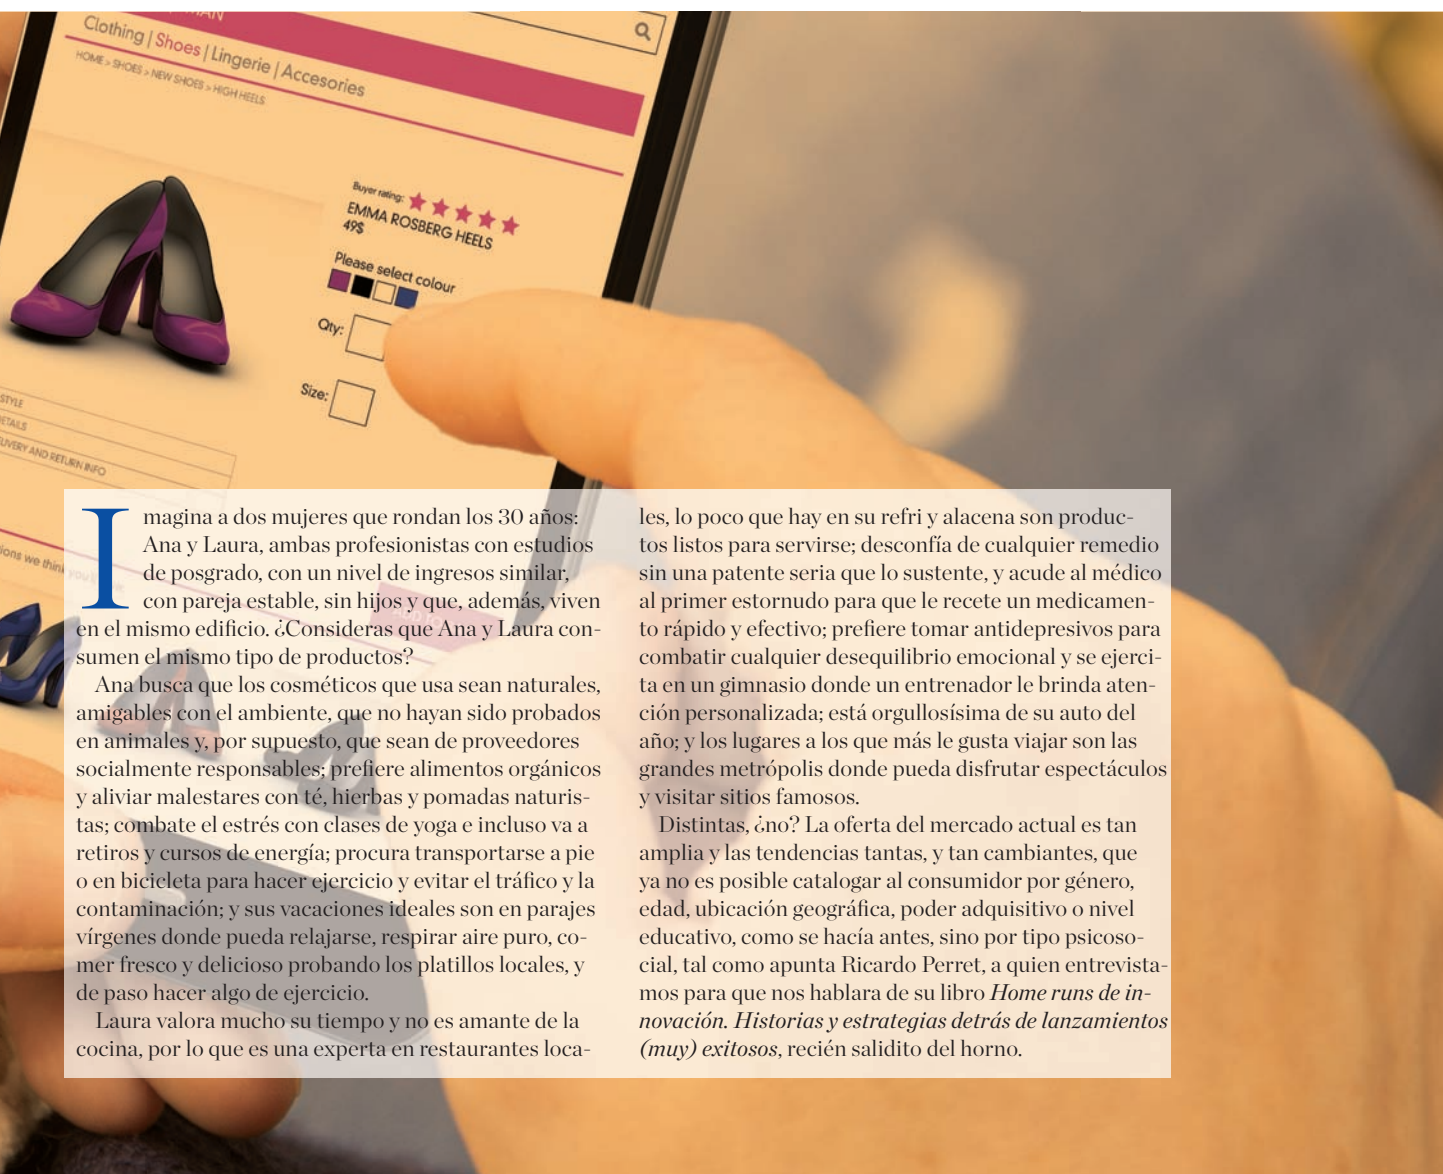 MAN
Clothing | Shoes | Lingerie | Accesories
HOME > SHOES > NEW SHOES > HIGH HEELS
Buyer rating:
EMMA ROSBERG HEELS
49$
Please select colour
Qty:
Size:
STYLE
DETAILS
DELIVERY AND RETURN INFO
ions we think you'll
ADD TO
Imagina a dos mujeres que rondan los 30 años:
Ana y Laura, ambas profesionistas con estudios
de posgrado, con un nivel de ingresos similar,
con pareja estable, sin hijos y que, además, viven
en el mismo edificio. ¿Consideras que Ana y Laura con-
sumen el mismo tipo de productos?
Ana busca que los cosméticos que usa sean naturales,
amigables con el ambiente, que no hayan sido probados
en animales y, por supuesto, que sean de proveedores
socialmente responsables; prefiere alimentos orgánicos
y aliviar malestares con té, hierbas y pomadas naturis-
tas; combate el estrés con clases de yoga e incluso va a
retiros y cursos de energía; procura transportarse a pie
o en bicicleta para hacer ejercicio y evitar el tráfico y la
contaminación; y sus vacaciones ideales son en parajes
vírgenes donde pueda relajarse, respirar aire puro, co-
mer fresco y delicioso probando los platillos locales, y
de paso hacer algo de ejercicio.
Laura valora mucho su tiempo y no es amante de la
cocina, por lo que es una experta en restaurantes loca-
les, lo poco que hay en su refri y alacena son produc-
tos listos para servirse; desconfía de cualquier remedio
sin una patente seria que lo sustente, y acude al médico
al primer estornudo para que le recete un medicamen-
to rápido y efectivo; prefiere tomar antidepresivos para
combatir cualquier desequilibrio emocional y se ejerci-
ta en un gimnasio donde un entrenador le brinda aten-
ción personalizada; está orgullosísima de su auto del
año; y los lugares a los que más le gusta viajar son las
grandes metrópolis donde pueda disfrutar espectáculos
y visitar sitios famosos.
Distintas, ¿no? La oferta del mercado actual es tan
amplia y las tendencias tantas, y tan cambiantes, que
ya no es posible catalogar al consumidor por género,
edad, ubicación geográfica, poder adquisitivo o nivel
educativo, como se hacía antes, sino por tipo psicoso-
cial, tal como apunta Ricardo Perret, a quien entrevista-
mos para que nos hablara de su libro Home runs de in-
novación. Historias y estrategias detrás de lanzamientos
(muy) exitosos, recién salidito del horno.